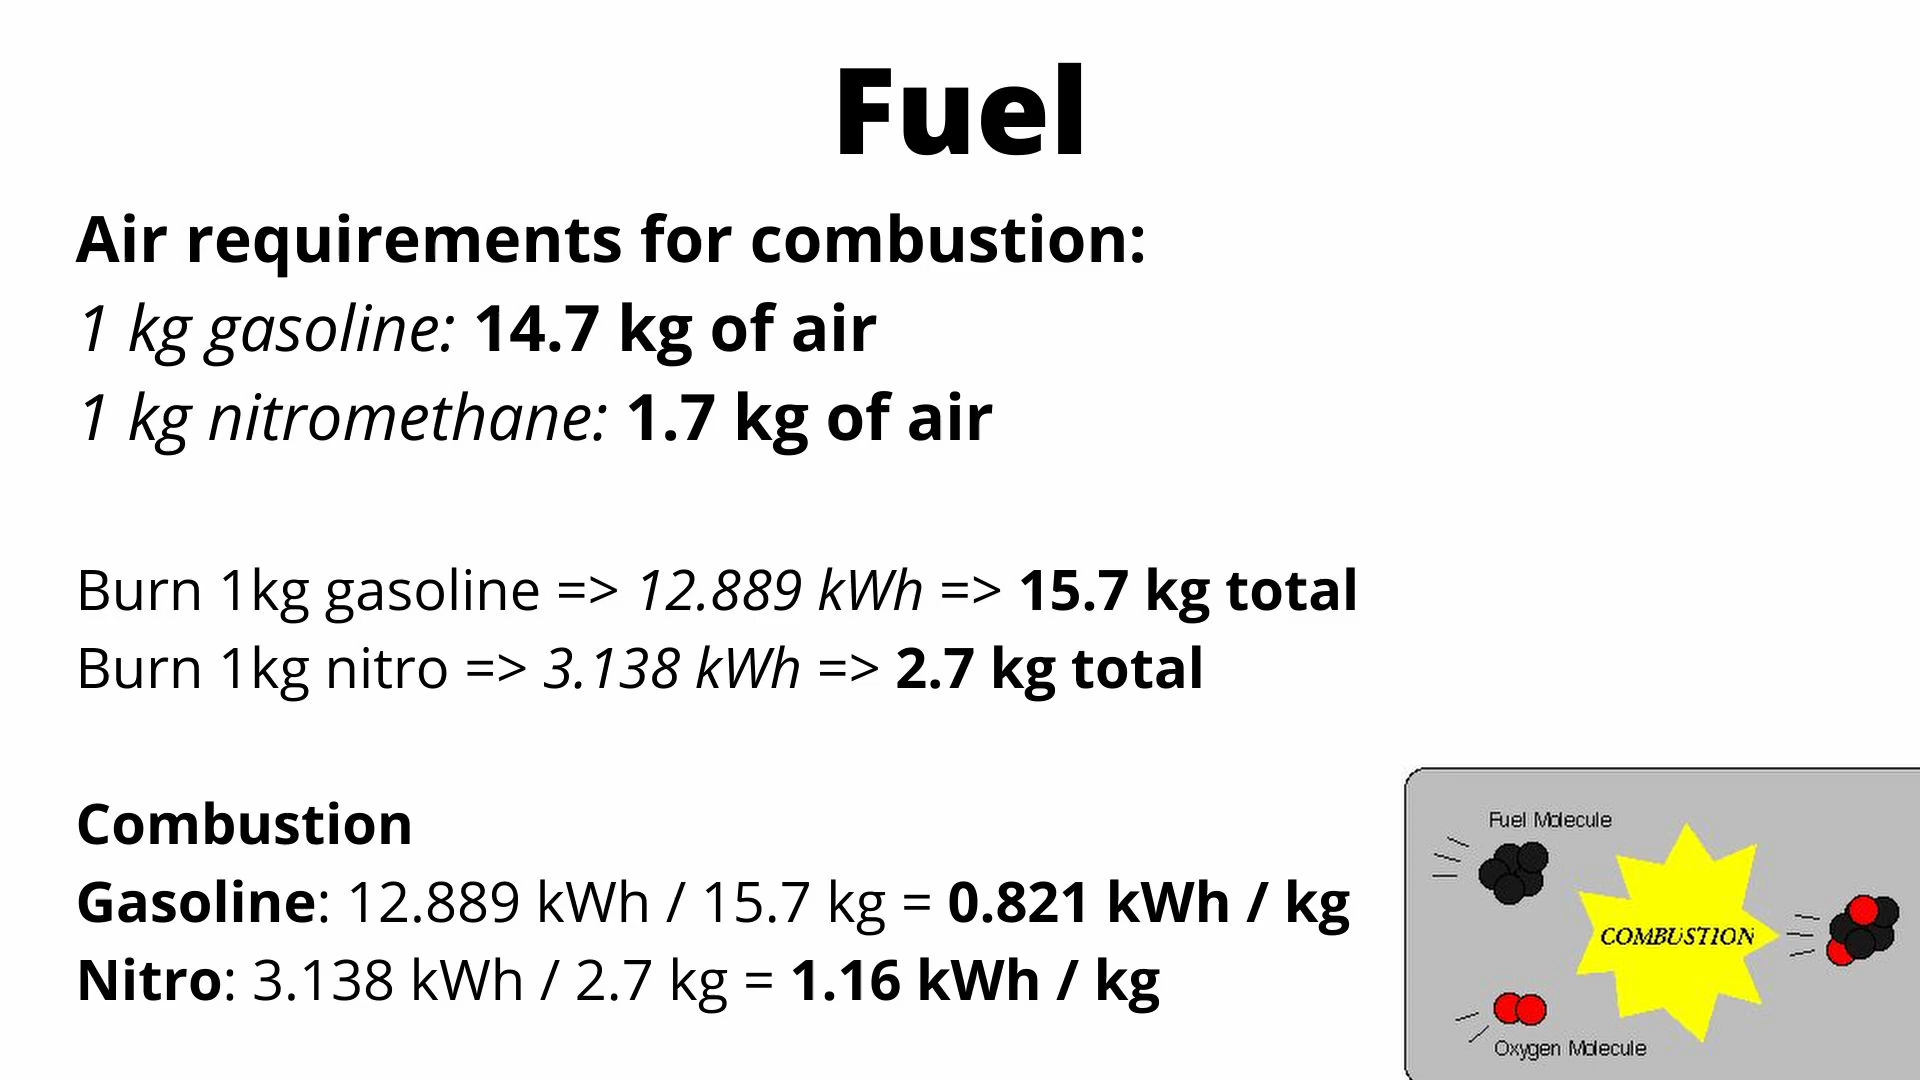 Fuel
Air requirements for combustion:
1 kg gasoline: 14.7 kg of air
1 kg nitromethane: 1.7 kg of air
Burn 1kg gasoline => 12.889 kWh => 15.7 kg total
Burn 1kg nitro => 3.138 kWh => 2.7 kg total
Combustion
Gasoline: 12.889 kWh / 15.7 kg = 0.821 kWh / kg
Nitro: 3.138 kWh / 2.7 kg = 1.16 kWh / kg
Fuel Molecule
COMBUSTION
Oxygen Molecule